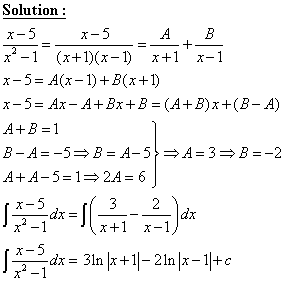 Solution :
(x-5)/(x²-1) = (x-5)/((x+1)(x-1)) = A/(x+1) + B/(x-1)
x-5 = A(x-1)+B(x+1)
x-5 = Ax-A+Bx+B = (A+B)x+(B-A)
A+B=1
B-A=-5⇒B=A-5 } ⇒A=3⇒B=-2
A+A-5=1⇒2A=6
∫ (x-5)/(x²-1) dx = ∫ (3/(x+1) - 2/(x-1)) dx
∫ (x-5)/(x²-1) dx = 3ln|x+1|-2ln|x-1|+c